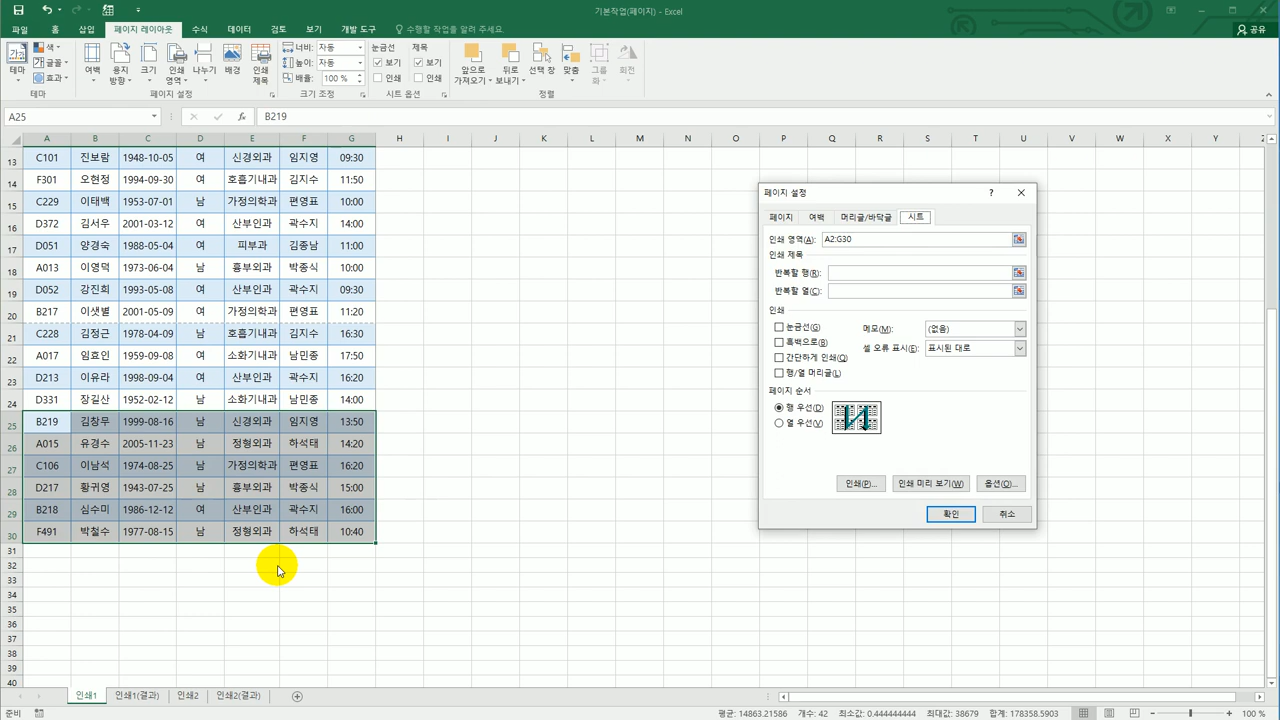 기본작업(페이지) - Excel
파일 홈 삽입 페이지 레이아웃 수식 데이터 검토 보기 개발 도구 수행할 작업을 입력하세요. 공유
테마 색 글꼴 효과 여백 용지 방향 크기 인쇄 영역 나누기 배경 인쇄 제목 너비: 자동 높이: 자동 배율: 100 % 눈금선 보기 인쇄 제목 보기 인쇄 앞으로 가져오기 뒤로 보내기 선택 창 맞춤 그룹화 회전
테마 페이지 설정 크기 조정 시트 옵션 정렬
A25 B219
A B C D E F G H I J K L M N O P Q R S T U V W X Y Z
13 C101 진보람 1948-10-05 여 신경외과 임지영 09:30
14 F301 오현정 1994-09-30 여 호흡기내과 김지수 11:50
15 C229 이태백 1953-07-01 남 가정의학과 편영표 10:00
16 D372 김서우 2001-03-12 여 산부인과 곽수지 14:00
17 D051 양경숙 1988-05-04 여 피부과 김종남 11:00
18 A013 이영덕 1973-06-04 남 흉부외과 박종식 10:00
19 D052 강진희 1993-05-08 여 산부인과 곽수지 09:30
20 B217 이샛별 2001-05-09 여 가정의학과 편영표 11:20
21 C228 김정근 1978-04-09 남 호흡기내과 김지수 16:30
22 A017 임효인 1959-09-08 여 소화기내과 남민종 17:50
23 D213 이유라 1998-09-04 여 산부인과 곽수지 16:20
24 D331 장길산 1952-02-12 남 소화기내과 남민종 14:00
25 B219 김창무 1999-08-16 남 신경외과 임지영 13:50
26 A015 유경수 2005-11-23 남 정형외과 하석태 14:20
27 C106 이남석 1974-08-25 남 가정의학과 편영표 16:20
28 D217 황귀영 1943-07-25 남 흉부외과 박종식 15:00
29 B218 심수미 1986-12-12 여 산부인과 곽수지 16:00
30 F491 박철수 1977-08-15 남 정형외과 하석태 10:40
31
32
33
34
35
36
37
38
39
40
페이지 설정 ?
페이지 여백 머리글/바닥글 시트
인쇄 영역(A): A2:G30
인쇄 제목
반복할 행(R):
반복할 열(C):
인쇄
눈금선(G) 메모(M): (없음)
흑백으로(B) 셀 오류 표시(E): 표시된 대로
간단하게 인쇄(Q)
행/열 머리글(L)
페이지 순서
행 우선(D)
열 우선(V)
인쇄(P)... 인쇄 미리 보기(W) 옵션(O)...
확인 취소
인쇄1 인쇄1(결과) 인쇄2 인쇄2(결과)
준비 평균: 14863.21586 개수: 42 최소값: 0.444444444 최대값: 38679 합계: 178358.5903 100 %